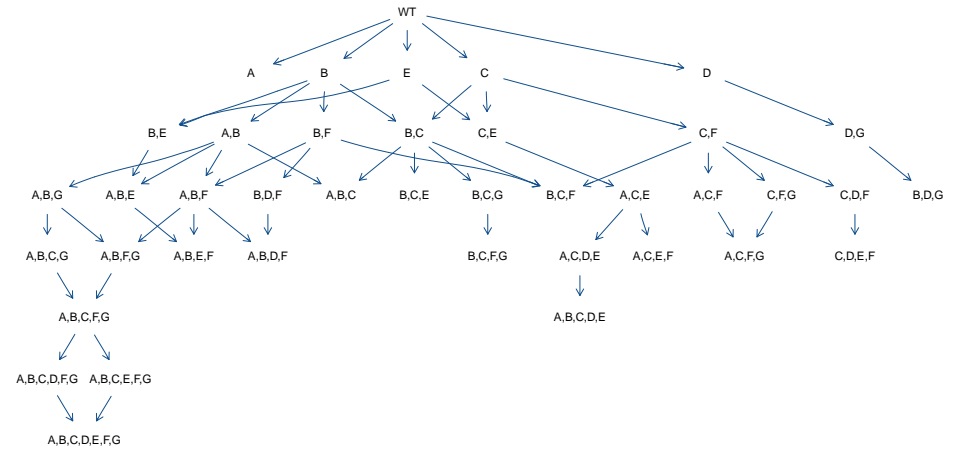 WT
A B E C D
B,E A,B B,F B,C C,E C,F D,G
A,B,G A,B,E A,B,F B,D,F A,B,C B,C,E B,C,G B,C,F A,C,E A,C,F C,F,G C,D,F B,D,G
A,B,C,G A,B,F,G A,B,E,F A,B,D,F B,C,F,G A,C,D,E A,C,E,F A,C,F,G C,D,E,F
A,B,C,F,G A,B,C,D,E
A,B,C,D,F,G A,B,C,E,F,G
A,B,C,D,E,F,G